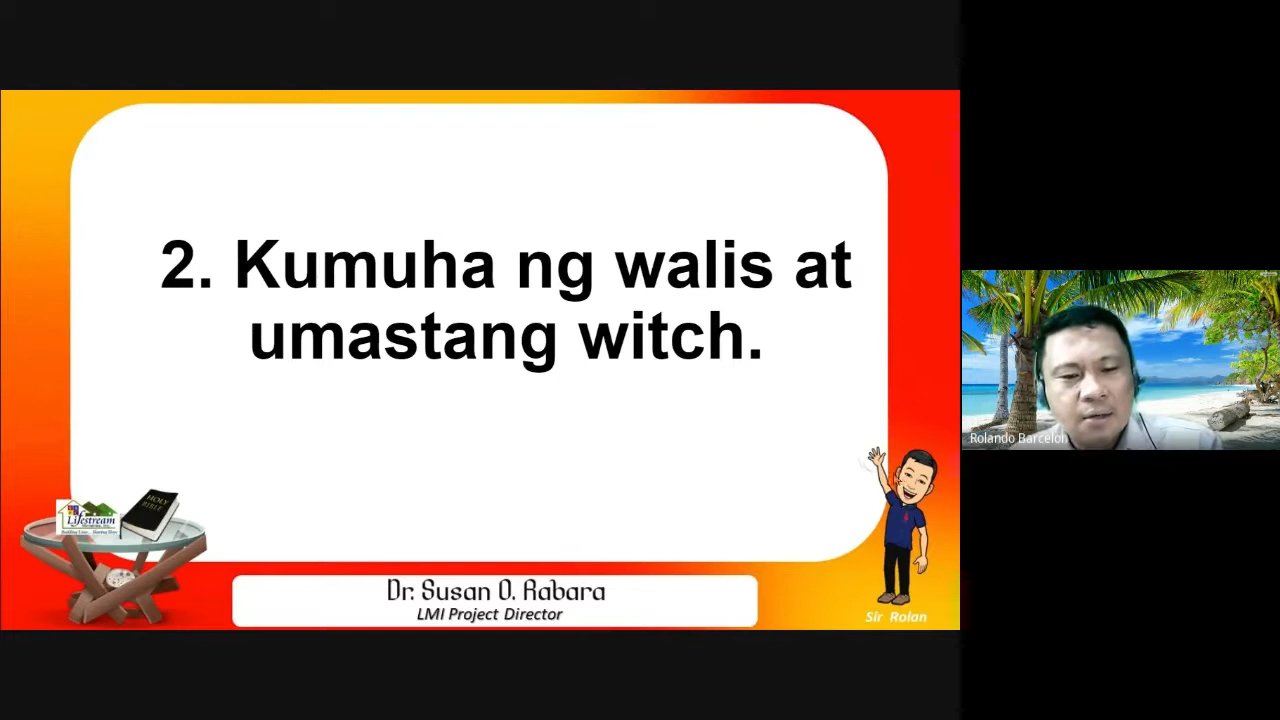 2. Kumuha ng walis at
umastang witch.
HOLY
BIBLE
Lifestream
Dr. Susan O. Rabara
LMI Project Director
Sir Rolan
Rolando Barcelon